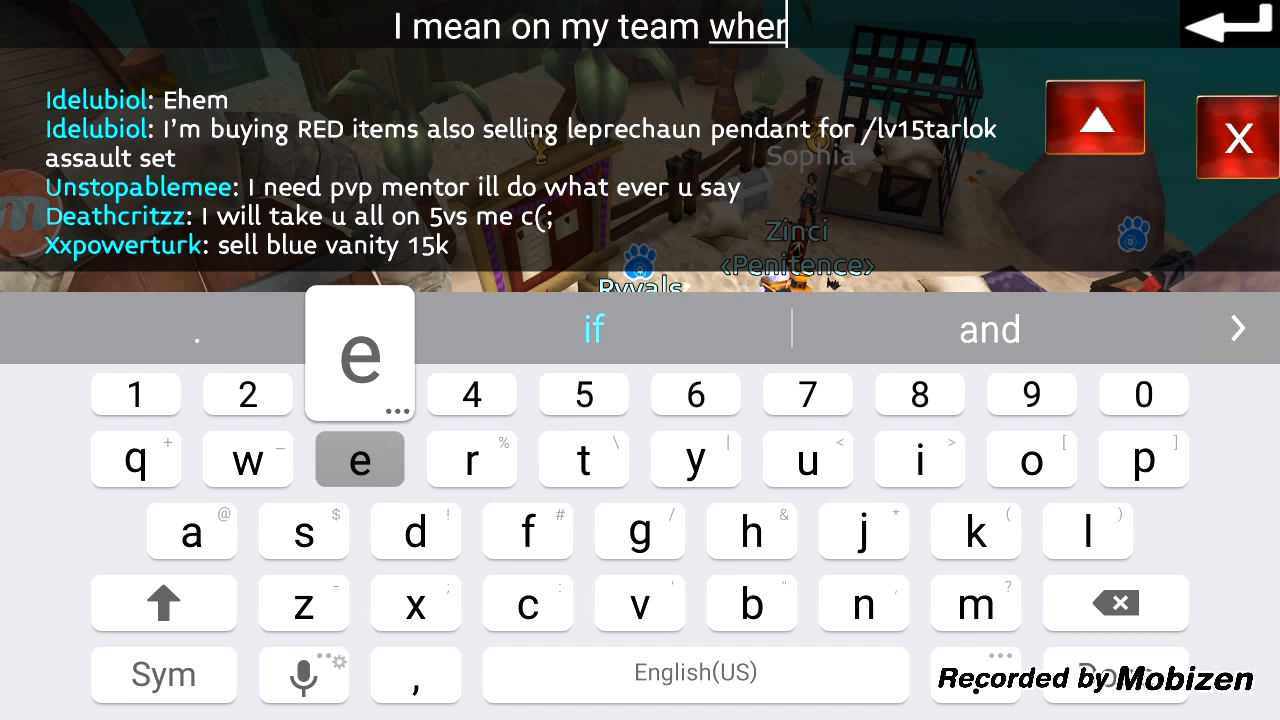 I mean on my team wher
Idelubiol: Ehem
Idelubiol: I'm buying RED items also selling leprechaun pendant for /lv15tarlok
assault set
Unstopablemee: I need pvp mentor ill do what ever u say
Deathcritzz: I will take u all on 5vs me c(;
Xxpowerturk: sell blue vanity 15k
X
Sophia
Zinci
<Penitence>
Ryvals
. if and
e
1 2 4 5 6 7 8 9 0
q + w _ e r % t \ y | u < i > o [ p ]
a @ s $ d ! f # g / h & j * k ( l )
z - x ; c : v ' b " n , m ?
Sym , English(US)
Recorded by Mobizen